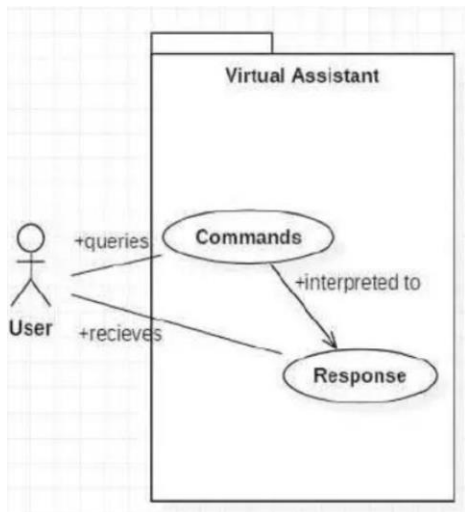 Virtual Assistant
+queries
Commands
+interpreted to
User
+recieves
Response